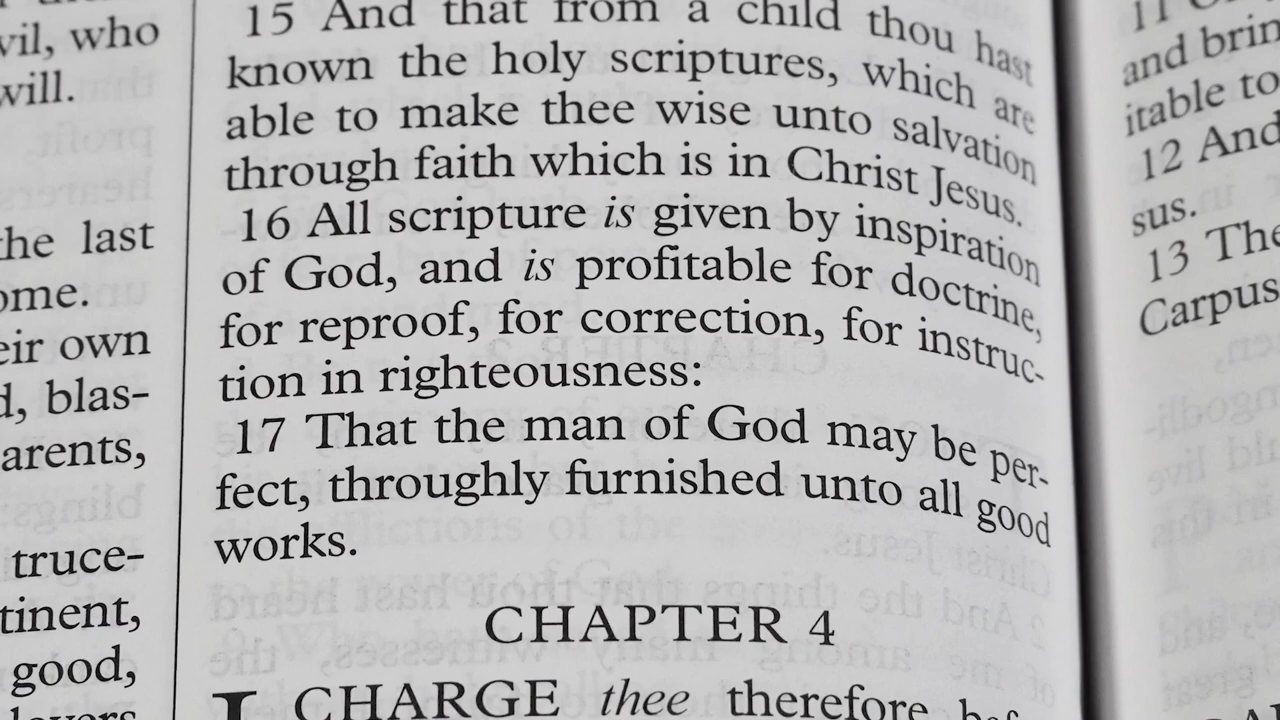 vil, who
will.
the last
ome.
eir own
d, blas-
arents,
truce-
tinent,
good,
lovers
15 And that from a child thou hast
known the holy scriptures, which are
able to make thee wise unto salvation
through faith which is in Christ Jesus.
16 All scripture is given by inspiration
of God, and is profitable for doctrine,
for reproof, for correction, for instruc-
tion in righteousness:
17 That the man of God may be per-
fect, throughly furnished unto all good
works.
CHAPTER 4
I CHARGE thee therefore bef
11
and brin
itable to
12 And
sus.
13 The
Carpus